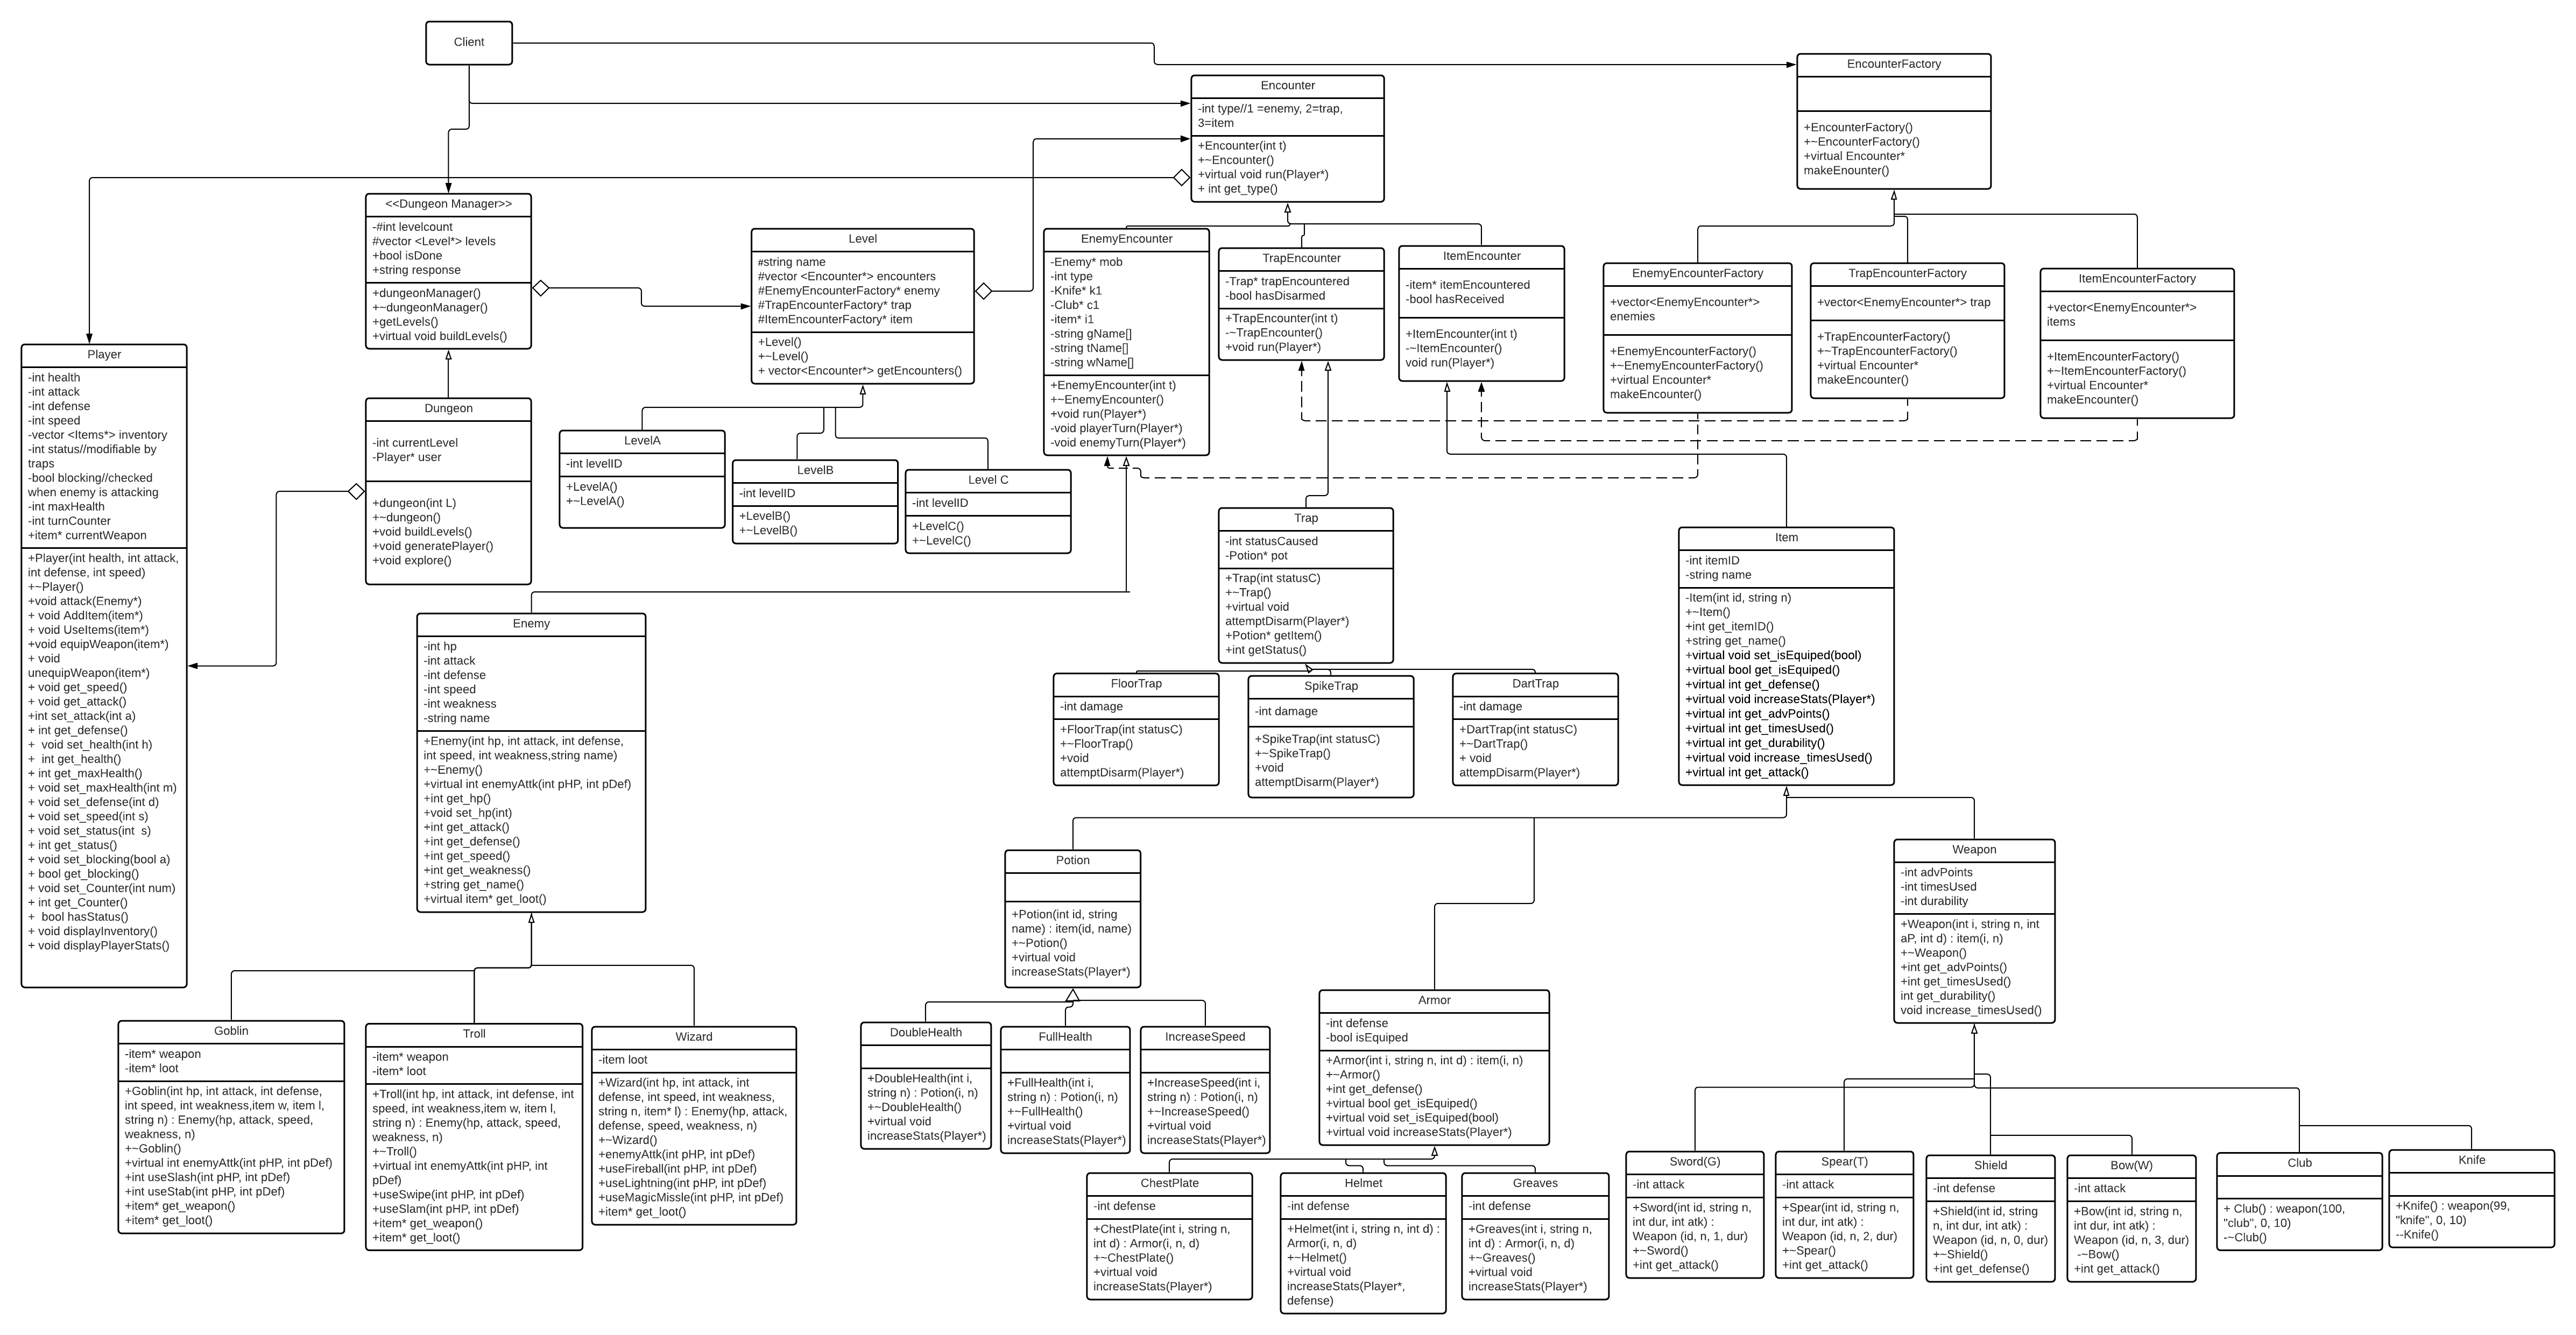 Client
EncounterFactory
+EncounterFactory()
+~EncounterFactory()
+virtual Encounter*
makeEnounter()
Encounter
-int type//1 =enemy, 2=trap,
3=item
+Encounter(int t)
+~Encounter()
+virtual void run(Player*)
+ int get_type()
<<Dungeon Manager>>
-#int levelcount
#vector <Level*> levels
+bool isDone
+string response
+dungeonManager()
+~dungeonManager()
+getLevels()
+virtual void buildLevels()
Level
#string name
#vector <Encounter*> encounters
#EnemyEncounterFactory* enemy
#TrapEncounterFactory* trap
#ItemEncounterFactory* item
+Level()
+~Level()
+ vector<Encounter*> getEncounters()
EnemyEncounter
-Enemy* mob
-int type
-Knife* k1
-Club* c1
-item* i1
-string gName[]
-string tName[]
-string wName[]
+EnemyEncounter(int t)
+~EnemyEncounter()
+void run(Player*)
-void playerTurn(Player*)
-void enemyTurn(Player*)
TrapEncounter
-Trap* trapEncountered
-bool hasDisarmed
+TrapEncounter(int t)
-~TrapEncounter()
+void run(Player*)
ItemEncounter
-item* itemEncountered
-bool hasReceived
+ItemEncounter(int t)
-~ItemEncounter()
void run(Player*)
EnemyEncounterFactory
+vector<EnemyEncounter*>
enemies
+EnemyEncounterFactory()
+~EnemyEncounterFactory()
+virtual Encounter*
makeEncounter()
TrapEncounterFactory
+vector<EnemyEncounter*> trap
+TrapEncounterFactory()
+~TrapEncounterFactory()
+virtual Encounter*
makeEncounter()
ItemEncounterFactory
+vector<EnemyEncounter*>
items
+ItemEncounterFactory()
+~ItemEncounterFactory()
+virtual Encounter*
makeEncounter()
Player
-int health
-int attack
-int defense
-int speed
-vector <Items*> inventory
-int status//modifiable by
traps
-bool blocking//checked
when enemy is attacking
-int maxHealth
-int turnCounter
+item* currentWeapon
+Player(int health, int attack,
int defense, int speed)
+~Player()
+void attack(Enemy*)
+ void AddItem(item*)
+ void UseItems(item*)
+void equipWeapon(item*)
+ void
unequipWeapon(item*)
+ void get_speed()
+ void get_attack()
+int set_attack(int a)
+ int get_defense()
+  void set_health(int h)
+  int get_health()
+ int get_maxHealth()
+ void set_maxHealth(int m)
+ void set_defense(int d)
+ void set_speed(int s)
+ void set_status(int  s)
+ int get_status()
+ void set_blocking(bool a)
+ bool get_blocking()
+ void set_Counter(int num)
+ int get_Counter()
+  bool hasStatus()
+ void displayInventory()
+ void displayPlayerStats()
Dungeon
-int currentLevel
-Player* user
+dungeon(int L)
+~dungeon()
+void buildLevels()
+void generatePlayer()
+void explore()
LevelA
-int levelID
+LevelA()
+~LevelA()
LevelB
-int levelID
+LevelB()
+~LevelB()
Level C
-int levelID
+LevelC()
+~LevelC()
Trap
-int statusCaused
-Potion* pot
+Trap(int statusC)
+~Trap()
+virtual void
attemptDisarm(Player*)
+Potion* getItem()
+int getStatus()
Item
-int itemID
-string name
-Item(int id, string n)
+~Item()
+int get_itemID()
+string get_name()
+virtual void set_isEquiped(bool)
+virtual bool get_isEquiped()
+virtual int get_defense()
+virtual void increaseStats(Player*)
+virtual int get_advPoints()
+virtual int get_timesUsed()
+virtual int get_durability()
+virtual void increase_timesUsed()
+virtual int get_attack()
Enemy
-int hp
-int attack
-int defense
-int speed
-int weakness
-string name
+Enemy(int hp, int attack, int defense,
int speed, int weakness,string name)
+~Enemy()
+virtual int enemyAttk(int pHP, int pDef)
+int get_hp()
+void set_hp(int)
+int get_attack()
+int get_defense()
+int get_speed()
+int get_weakness()
+string get_name()
+virtual item* get_loot()
FloorTrap
-int damage
+FloorTrap(int statusC)
+~FloorTrap()
+void
attemptDisarm(Player*)
SpikeTrap
-int damage
+SpikeTrap(int statusC)
+~SpikeTrap()
+void
attemptDisarm(Player*)
DartTrap
-int damage
+DartTrap(int statusC)
+~DartTrap()
+ void
attempDisarm(Player*)
Potion
+Potion(int id, string
name) : item(id, name)
+~Potion()
+virtual void
increaseStats(Player*)
Weapon
-int advPoints
-int timesUsed
-int durability
+Weapon(int i, string n, int
aP, int d) : item(i, n)
+~Weapon()
+int get_advPoints()
+int get_timesUsed()
int get_durability()
void increase_timesUsed()
Armor
-int defense
-bool isEquiped
+Armor(int i, string n, int d) : item(i, n)
+~Armor()
+int get_defense()
+virtual bool get_isEquiped()
+virtual void set_isEquiped(bool)
+virtual void increaseStats(Player*)
Goblin
-item* weapon
-item* loot
+Goblin(int hp, int attack, int defense,
int speed, int weakness,item w, item l,
string n) : Enemy(hp, attack, speed,
weakness, n)
+~Goblin()
+virtual int enemyAttk(int pHP, int pDef)
+int useSlash(int pHP, int pDef)
+int useStab(int pHP, int pDef)
+item* get_weapon()
+item* get_loot()
Troll
-item* weapon
-item* loot
+Troll(int hp, int attack, int defense, int
speed, int weakness,item w, item l,
string n) : Enemy(hp, attack, speed,
weakness, n)
+~Troll()
+virtual int enemyAttk(int pHP, int
pDef)
+useSwipe(int pHP, int pDef)
+useSlam(int pHP, int pDef)
+item* get_weapon()
+item* get_loot()
Wizard
-item loot
+Wizard(int hp, int attack, int
defense, int speed, int weakness,
string n, item* l) : Enemy(hp, attack,
defense, speed, weakness, n)
+~Wizard()
+enemyAttk(int pHP, int pDef)
+useFireball(int pHP, int pDef)
+useLightning(int pHP, int pDef)
+useMagicMissle(int pHP, int pDef)
+item* get_loot()
DoubleHealth
+DoubleHealth(int i,
string n) : Potion(i, n)
+~DoubleHealth()
+virtual void
increaseStats(Player*)
FullHealth
+FullHealth(int i,
string n) : Potion(i, n)
+~FullHealth()
+virtual void
increaseStats(Player*)
IncreaseSpeed
+IncreaseSpeed(int i,
string n) : Potion(i, n)
+~IncreaseSpeed()
+virtual void
increaseStats(Player*)
ChestPlate
-int defense
+ChestPlate(int i, string n,
int d) : Armor(i, n, d)
+~ChestPlate()
+virtual void
increaseStats(Player*)
Helmet
-int defense
+Helmet(int i, string n, int d) :
Armor(i, n, d)
+~Helmet()
+virtual void
increaseStats(Player*,
defense)
Greaves
-int defense
+Greaves(int i, string n,
int d) : Armor(i, n, d)
+~Greaves()
+virtual void
increaseStats(Player*)
Sword(G)
-int attack
+Sword(int id, string n,
int dur, int atk) :
Weapon (id, n, 1, dur)
+~Sword()
+int get_attack()
Spear(T)
-int attack
+Spear(int id, string n,
int dur, int atk) :
Weapon (id, n, 2, dur)
+~Spear()
+int get_attack()
Shield
-int defense
+Shield(int id, string
n, int dur, int atk) :
Weapon (id, n, 0, dur)
+~Shield()
+int get_defense()
Bow(W)
-int attack
+Bow(int id, string n,
int dur, int atk) :
Weapon (id, n, 3, dur)
-~Bow()
+int get_attack()
Club
+ Club() : weapon(100,
"club", 0, 10)
-~Club()
Knife
+Knife() : weapon(99,
"knife", 0, 10)
--Knife()